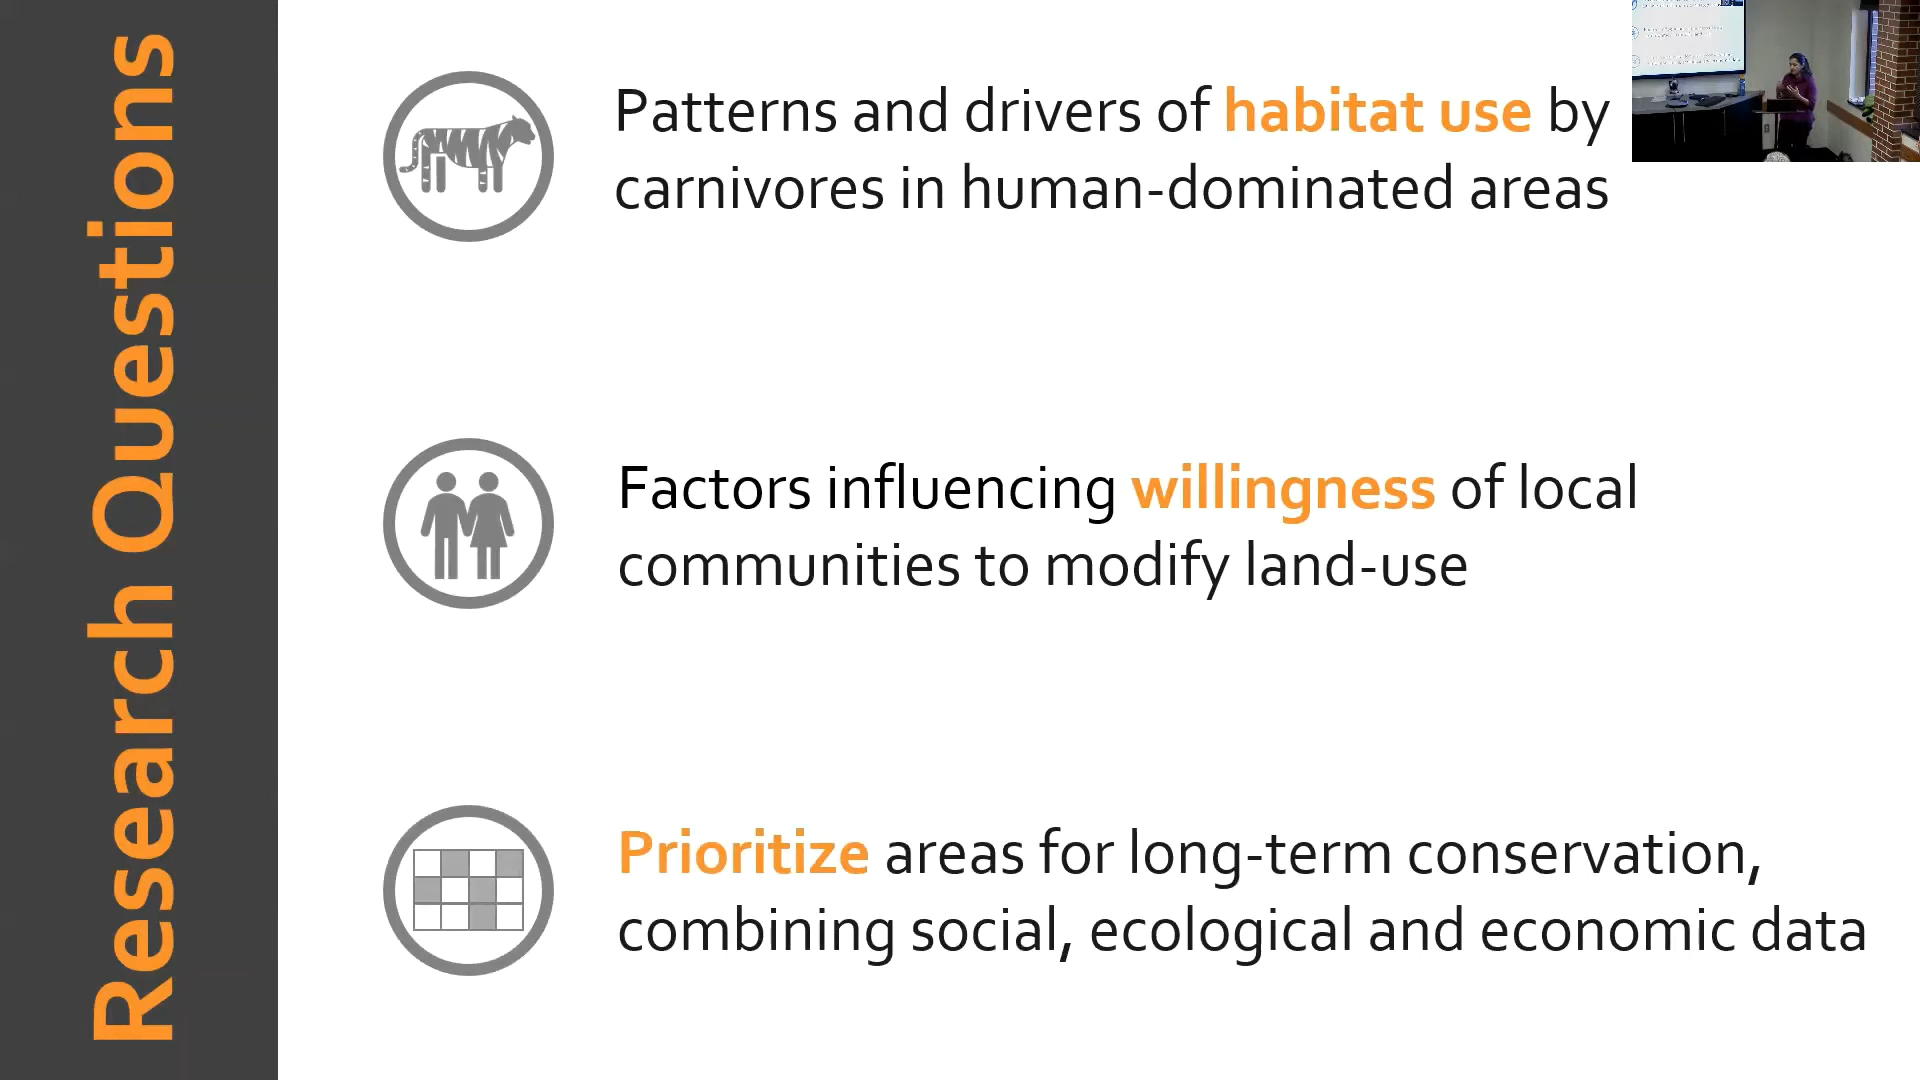 Research Questions
Patterns and drivers of habitat use by
carnivores in human-dominated areas
Factors influencing willingness of local
communities to modify land-use
Prioritize areas for long-term conservation,
combining social, ecological and economic data